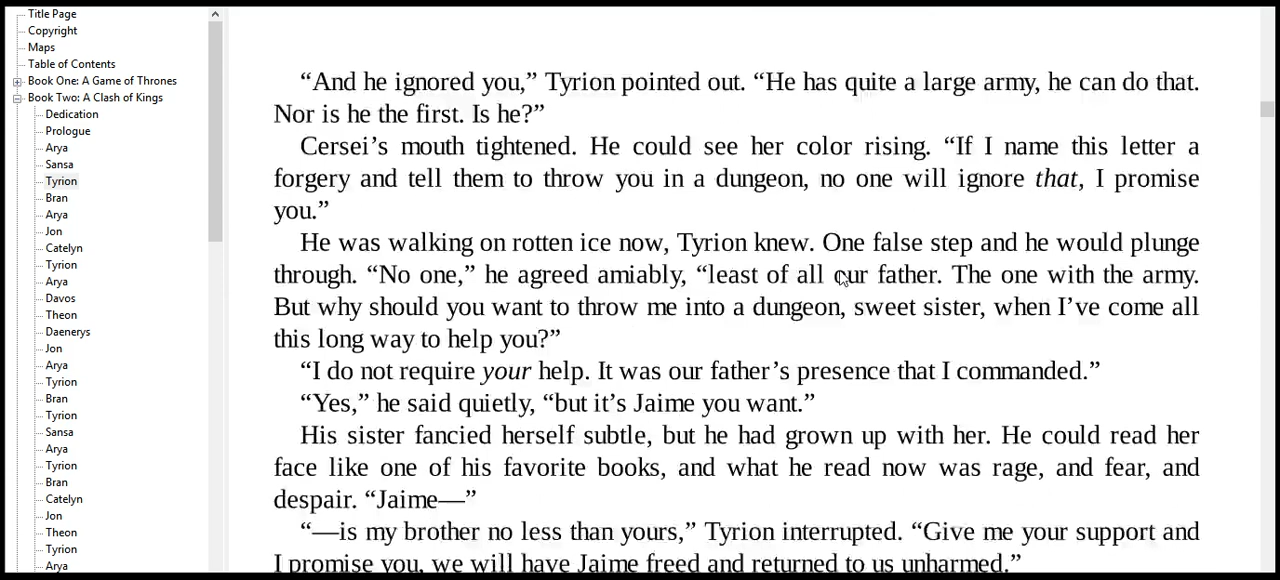 Title Page
Copyright
Maps
Table of Contents
Book One: A Game of Thrones
Book Two: A Clash of Kings
Dedication
Prologue
Arya
Sansa
Tyrion
Bran
Arya
Jon
Catelyn
Tyrion
Arya
Davos
Theon
Daenerys
Jon
Arya
Tyrion
Bran
Tyrion
Sansa
Arya
Tyrion
Bran
Catelyn
Jon
Theon
Tyrion
Arya
“And he ignored you,” Tyrion pointed out. “He has quite a large army, he can do that.
Nor is he the first. Is he?”
Cersei’s mouth tightened. He could see her color rising. “If I name this letter a
forgery and tell them to throw you in a dungeon, no one will ignore that, I promise
you.”
He was walking on rotten ice now, Tyrion knew. One false step and he would plunge
through. “No one,” he agreed amiably, “least of all our father. The one with the army.
But why should you want to throw me into a dungeon, sweet sister, when I’ve come all
this long way to help you?”
“I do not require your help. It was our father’s presence that I commanded.”
“Yes,” he said quietly, “but it’s Jaime you want.”
His sister fancied herself subtle, but he had grown up with her. He could read her
face like one of his favorite books, and what he read now was rage, and fear, and
despair. “Jaime—”
“—is my brother no less than yours,” Tyrion interrupted. “Give me your support and
I promise you, we will have Jaime freed and returned to us unharmed.”